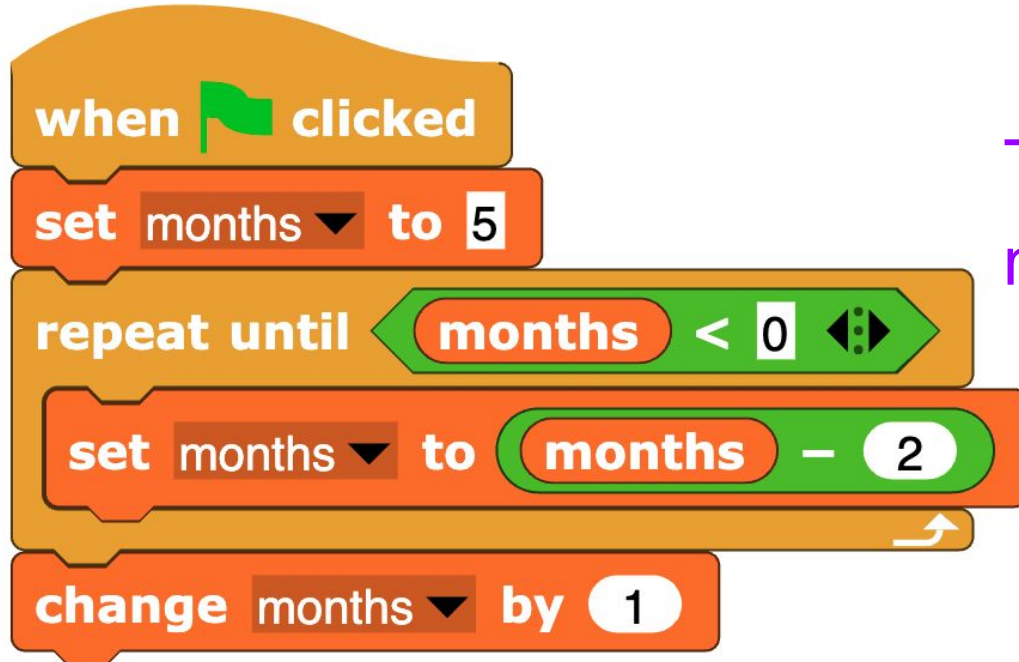 when clicked
set months to 5
repeat until months < 0
set months to months - 2
change months by 1